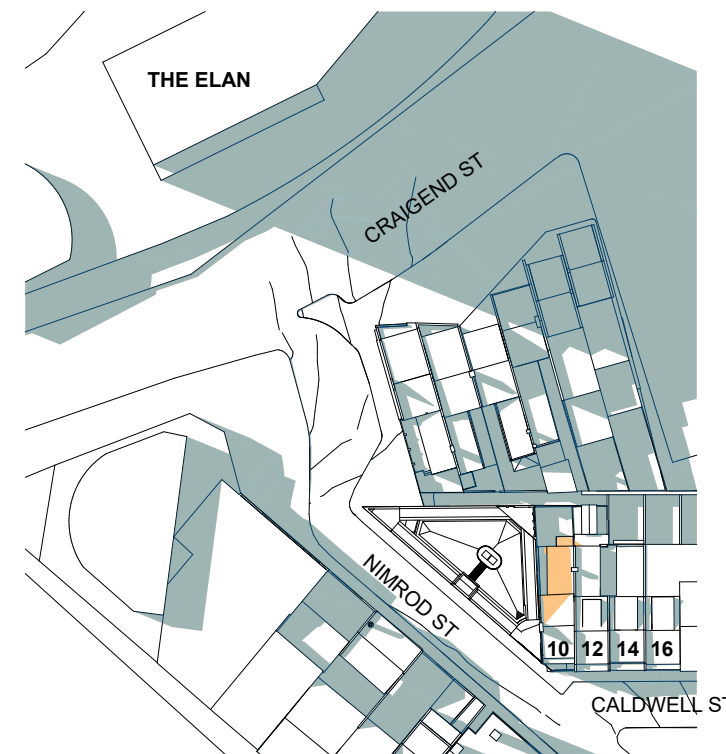 THE ELAN
CRAIGEND ST
NIMROD ST
10 12 14 16
CALDWELL ST